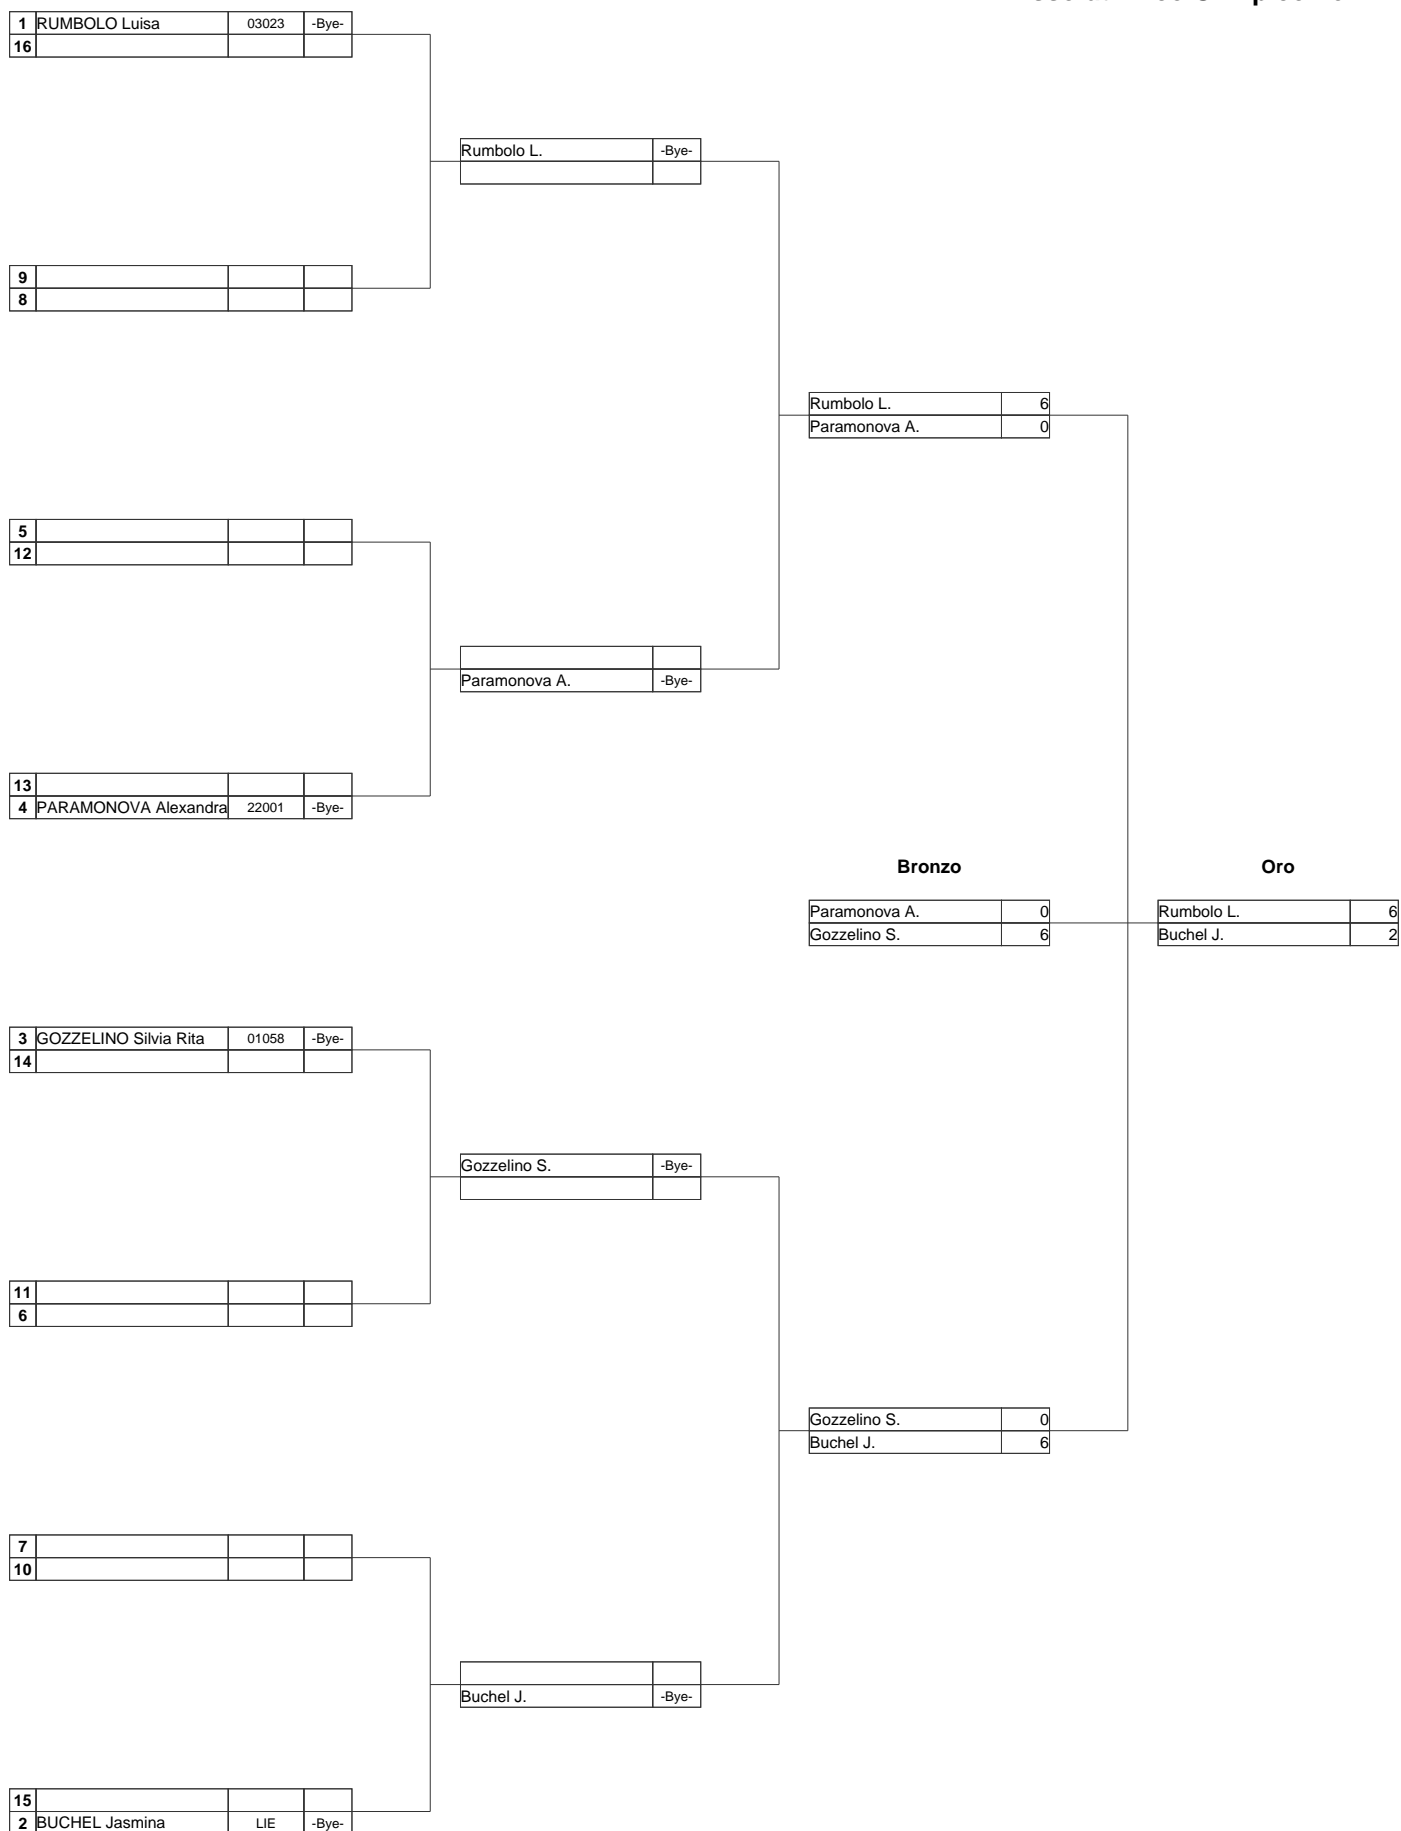 1 RUMBOLO Luisa 03023 -Bye-
16
Rumbolo L. -Bye-
9
8
Rumbolo L. 6
Paramonova A. 0
5
12
Paramonova A. -Bye-
13
4 PARAMONOVA Alexandra 22001 -Bye-
Bronzo Oro
Paramonova A. 0 Rumbolo L. 6
Gozzelino S. 6 Buchel J. 2
3 GOZZELINO Silvia Rita 01058 -Bye-
14
Gozzelino S. -Bye-
11
6
Gozzelino S. 0
Buchel J. 6
7
10
Buchel J. -Bye-
15
2 BUCHEL Jasmina LIE -Bye-